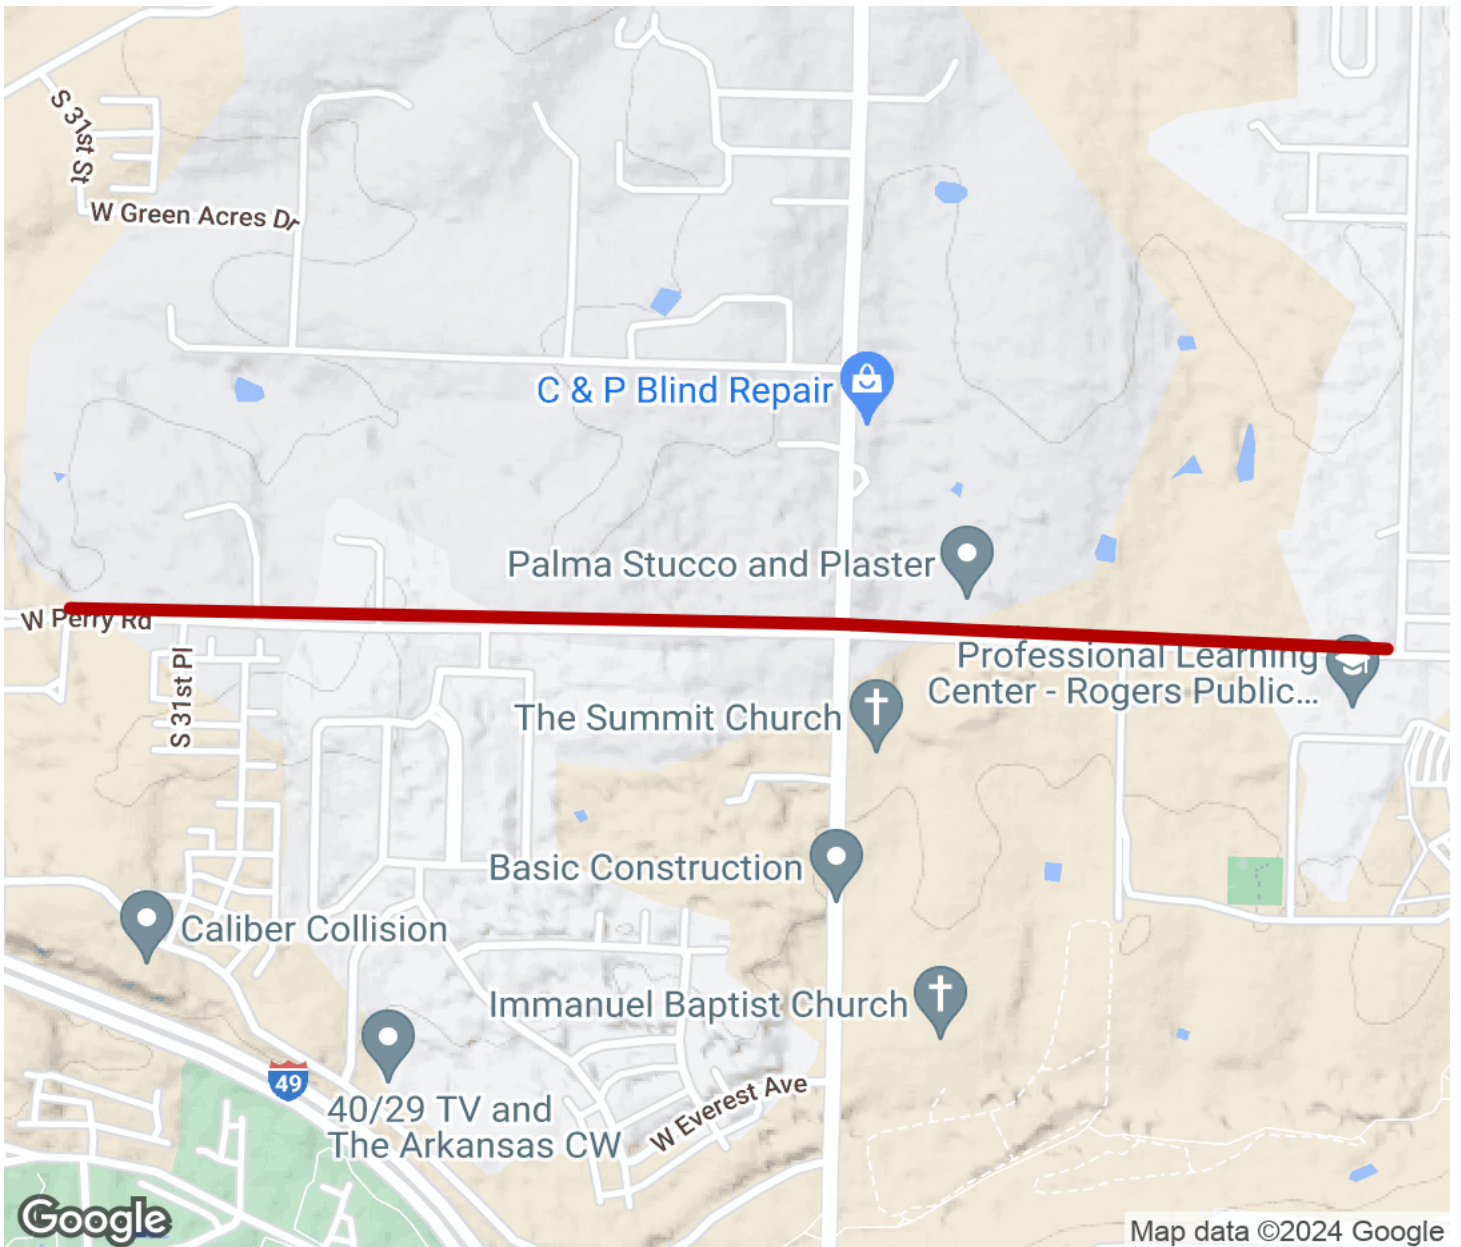 S 31st St
W Green Acres Dr
C & P Blind Repair
Palma Stucco and Plaster
W Perry Rd
S 31st Pl
Professional Learning
Center - Rogers Public...
The Summit Church
Basic Construction
Caliber Collision
Immanuel Baptist Church
49
40/29 TV and
The Arkansas CW
W Everest Ave
Google
Map data ©2024 Google